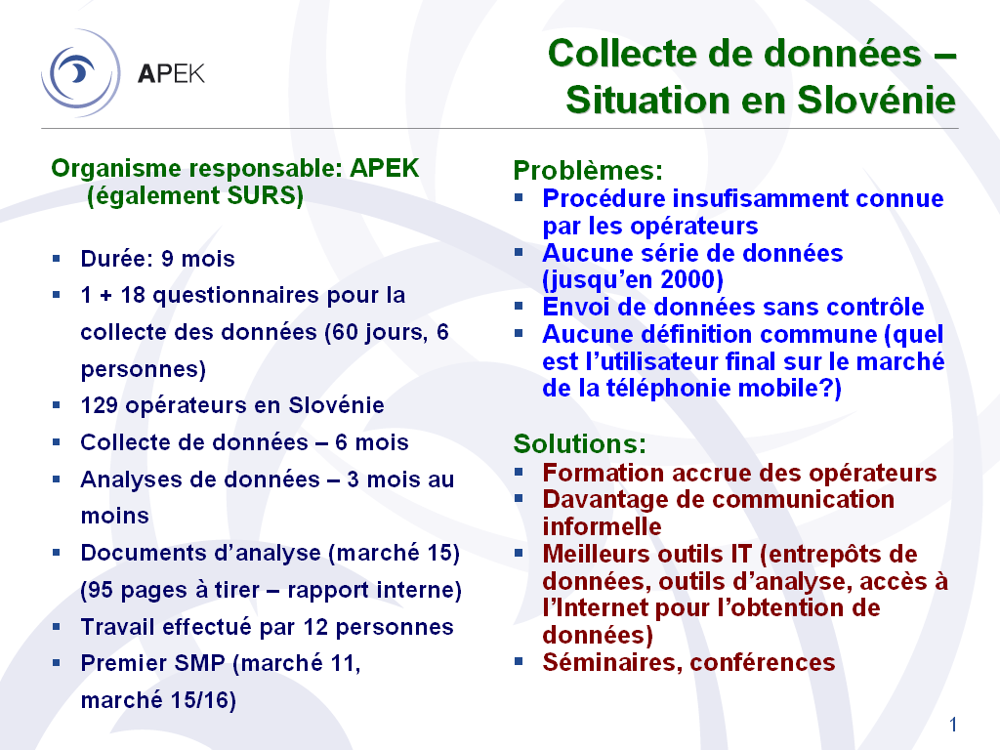 APEK
Collecte de données –
Situation en Slovénie
Organisme responsable: APEK
(également SURS)
▪ Durée: 9 mois
▪ 1 + 18 questionnaires pour la
collecte des données (60 jours, 6
personnes)
▪ 129 opérateurs en Slovénie
▪ Collecte de données – 6 mois
▪ Analyses de données – 3 mois au
moins
▪ Documents d’analyse (marché 15)
(95 pages à tirer – rapport interne)
▪ Travail effectué par 12 personnes
▪ Premier SMP (marché 11,
marché 15/16)
Problèmes:
▪ Procédure insufisamment connue
par les opérateurs
▪ Aucune série de données
(jusqu’en 2000)
▪ Envoi de données sans contrôle
▪ Aucune définition commune (quel
est l’utilisateur final sur le marché
de la téléphonie mobile?)
Solutions:
▪ Formation accrue des opérateurs
▪ Davantage de communication
informelle
▪ Meilleurs outils IT (entrepôts de
données, outils d’analyse, accès à
l’Internet pour l’obtention de
données)
▪ Séminaires, conférences
1